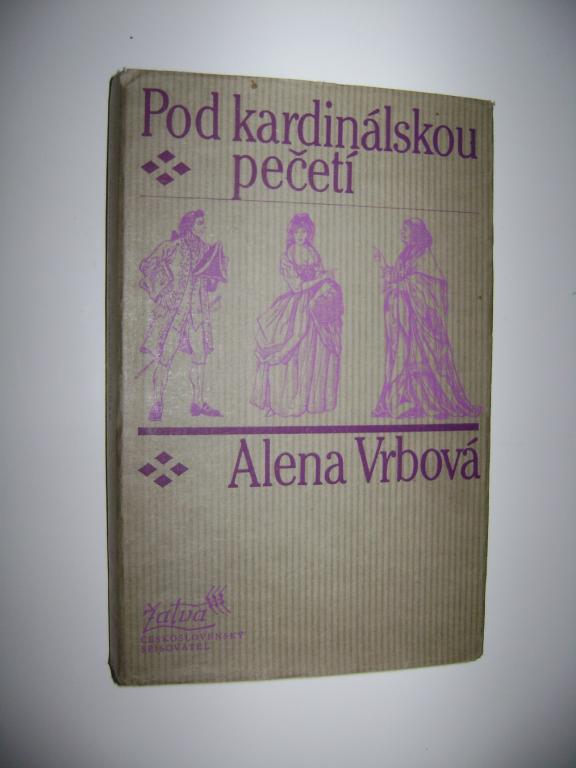 Pod kardinálskou
pečetí
Alena Vrbová
Žatva
ČESKOSLOVENSKÝ
SPISOVATEL